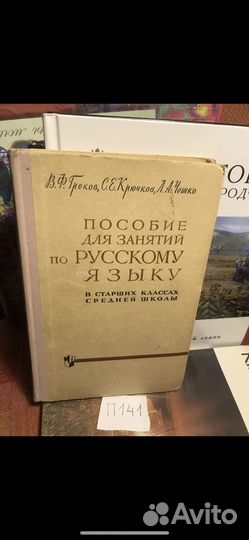 В.Ф.Греков, С.Е.Крючков, Л.А.Чешко
ПОСОБИЕ
ДЛЯ ЗАНЯТИЙ
ПО РУССКОМУ
ЯЗЫКУ
В СТАРШИХ КЛАССАХ
СРЕДНЕЙ ШКОЛЫ
П141
Avito